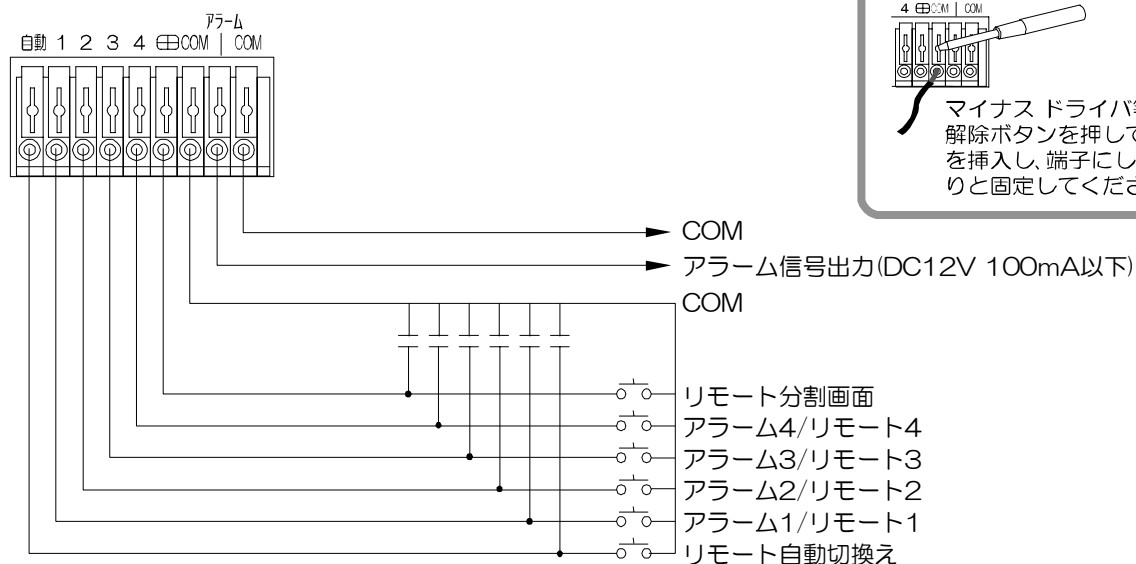 アラーム
自動 1 2 3 4 COM | COM
4 COM | COM
マイナス ドライバ
解除ボタンを押して
を挿入し、端子にし
りと固定してくださ
COM
アラーム信号出力(DC12V 100mA以下)
COM
リモート分割画面
アラーム4/リモート4
アラーム3/リモート3
アラーム2/リモート2
アラーム1/リモート1
リモート自動切換え